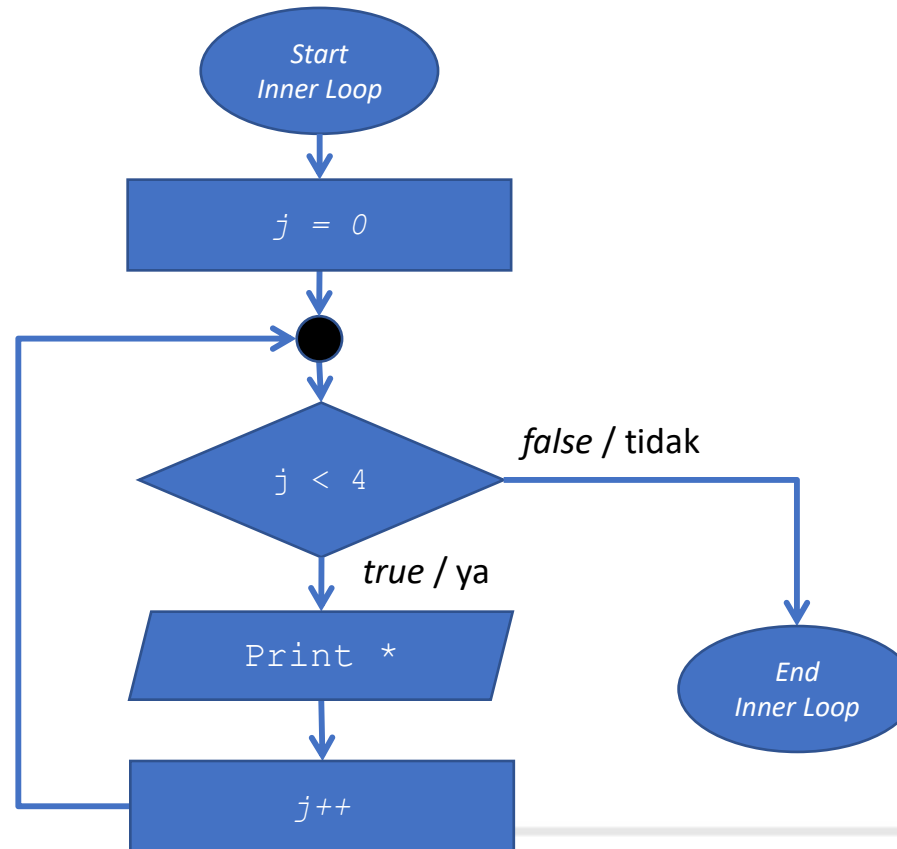 Start
Inner Loop
j = 0
j < 4
false / tidak
true / ya
Print *
End
Inner Loop
j++